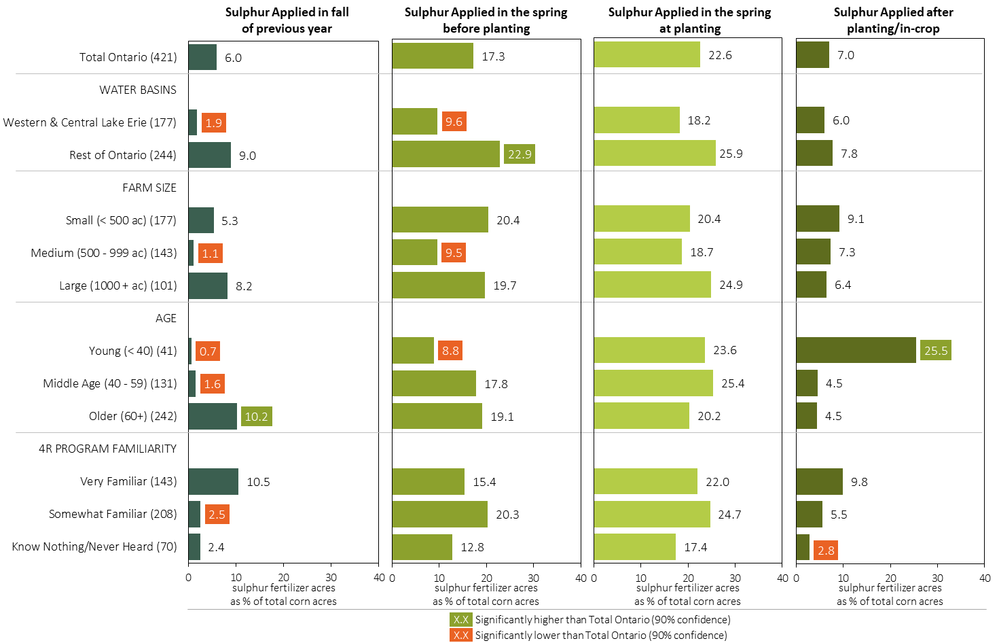 Sulphur Applied in fall
of previous year
Sulphur Applied in the spring
before planting
Sulphur Applied in the spring
at planting
Sulphur Applied after
planting/in-crop
Total Ontario (421) 6.0 17.3 22.6 7.0
WATER BASINS
Western & Central Lake Erie (177) 1.9 9.6 18.2 6.0
Rest of Ontario (244) 9.0 22.9 25.9 7.8
FARM SIZE
Small (< 500 ac) (177) 5.3 20.4 20.4 9.1
Medium (500 - 999 ac) (143) 1.1 9.5 18.7 7.3
Large (1000 + ac) (101) 8.2 19.7 24.9 6.4
AGE
Young (< 40) (41) 0.7 8.8 23.6 25.5
Middle Age (40 - 59) (131) 1.6 17.8 25.4 4.5
Older (60+) (242) 10.2 19.1 20.2 4.5
4R PROGRAM FAMILIARITY
Very Familiar (143) 10.5 15.4 22.0 9.8
Somewhat Familiar (208) 2.5 20.3 24.7 5.5
Know Nothing/Never Heard (70) 2.4 12.8 17.4 2.8
0 10 20 30 40 0 10 20 30 40 0 10 20 30 40 0 10 20 30 40
sulphur fertilizer acres
as % of total corn acres
sulphur fertilizer acres
as % of total corn acres
sulphur fertilizer acres
as % of total corn acres
sulphur fertilizer acres
as % of total corn acres
X.X Significantly higher than Total Ontario (90% confidence)
X.X Significantly lower than Total Ontario (90% confidence)